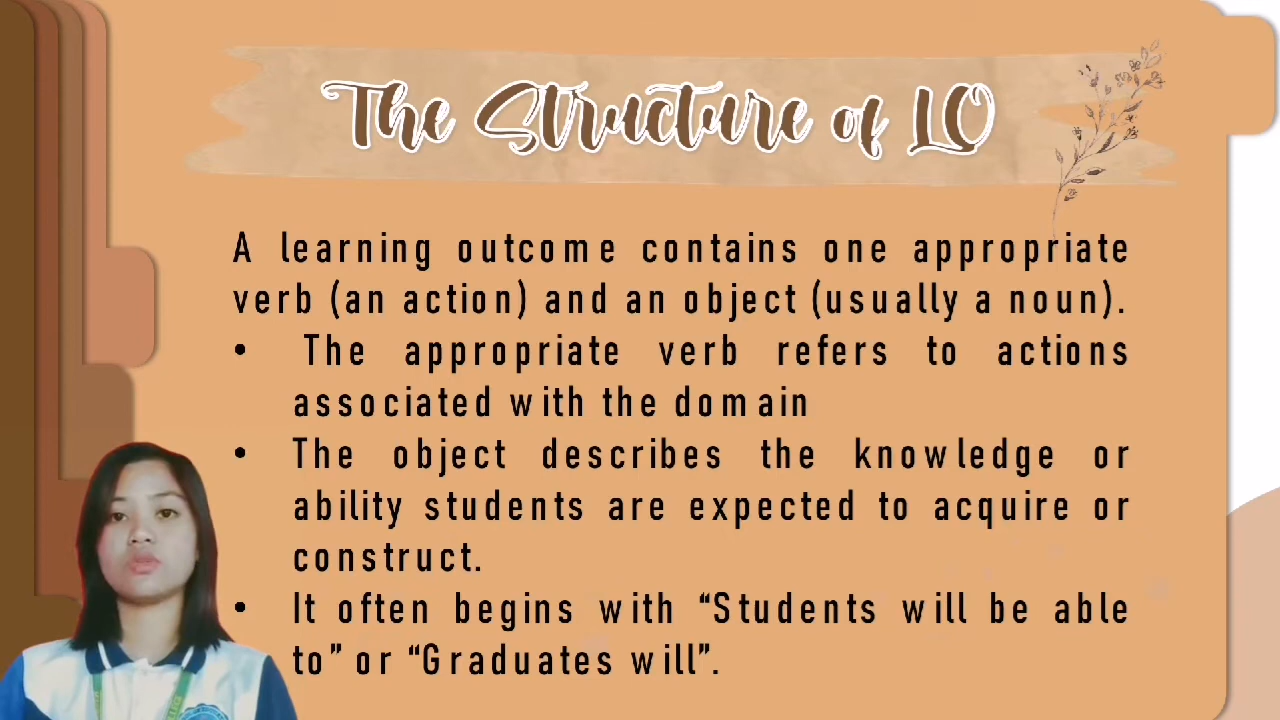 The Structure of LO
A learning outcome contains one appropriate
verb (an action) and an object (usually a noun).
• The appropriate verb refers to actions
associated with the domain
• The object describes the knowledge or
ability students are expected to acquire or
construct.
• It often begins with “Students will be able
to” or “Graduates will”.